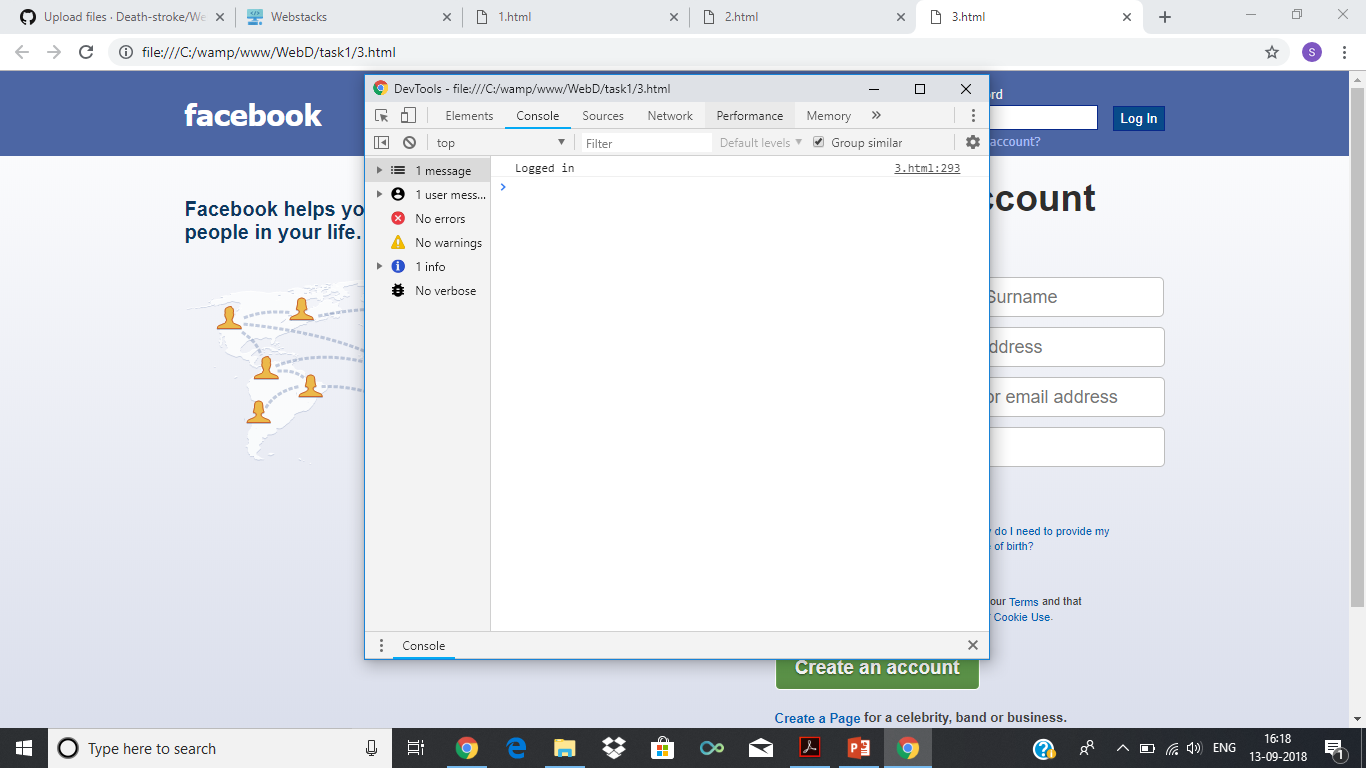 Upload files · Death-stroke/We
Webstacks
1.html
2.html
3.html
file:///C:/wamp/www/WebD/task1/3.html
S
facebook
DevTools - file:///C:/wamp/www/WebD/task1/3.html
Elements Console Sources Network Performance Memory »
top Filter Default levels Group similar
1 message
1 user mess...
No errors
No warnings
1 info
No verbose
Logged in 3.html:293
Console
ord
Log In
account?
Facebook helps yo
people in your life.
ccount
Surname
ddress
or email address
y do I need to provide my
e of birth?
our Terms and that
Cookie Use.
Create an account
Create a Page for a celebrity, band or business.
Type here to search
ENG
16:18
13-09-2018
1